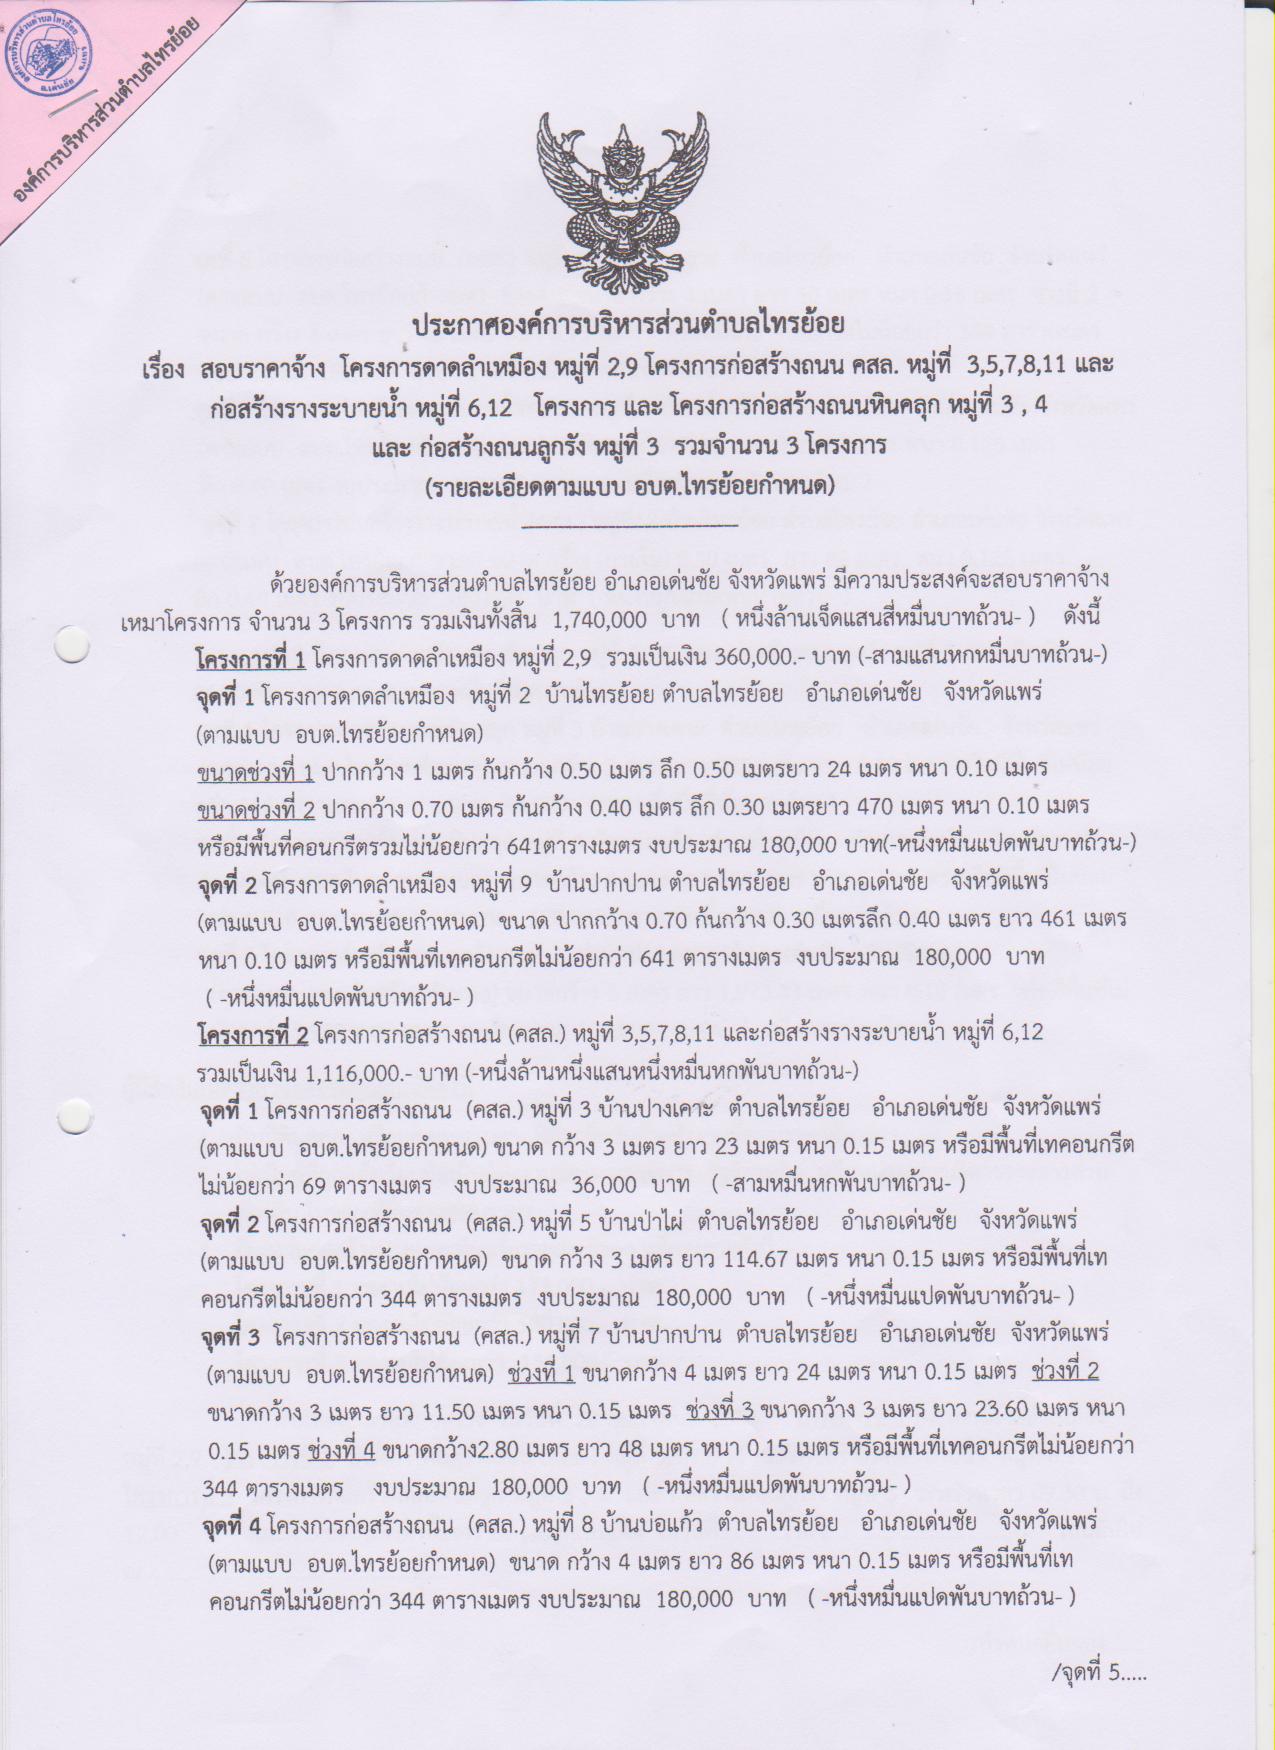 องค์การบริหารส่วนตำบลไทรย้อย
ประกาศองค์การบริหารส่วนตำบลไทรย้อย
เรื่อง สอบราคาจ้าง โครงการดาดลำเหมือง หมู่ที่ 2,9 โครงการก่อสร้างถนน คสล. หมู่ที่ 3,5,7,8,11 และ
ก่อสร้างรางระบายน้ำ หมู่ที่ 6,12 โครงการ และ โครงการก่อสร้างถนนหินคลุก หมู่ที่ 3 , 4
และ ก่อสร้างถนนลูกรัง หมู่ที่ 3 รวมจำนวน 3 โครงการ
(รายละเอียดตามแบบ อบต.ไทรย้อยกำหนด)
ด้วยองค์การบริหารส่วนตำบลไทรย้อย อำเภอเด่นชัย จังหวัดแพร่ มีความประสงค์จะสอบราคาจ้าง
เหมาโครงการ จำนวน 3 โครงการ รวมเงินทั้งสิ้น 1,740,000 บาท ( หนึ่งล้านเจ็ดแสนสี่หมื่นบาทถ้วน- ) ดังนี้
โครงการที่ 1 โครงการดาดลำเหมือง หมู่ที่ 2,9 รวมเป็นเงิน 360,000.- บาท (-สามแสนหกหมื่นบาทถ้วน-)
จุดที่ 1 โครงการดาดลำเหมือง หมู่ที่ 2 บ้านไทรย้อย ตำบลไทรย้อย อำเภอเด่นชัย จังหวัดแพร่
(ตามแบบ อบต.ไทรย้อยกำหนด)
ขนาดช่วงที่ 1 ปากกว้าง 1 เมตร ก้นกว้าง 0.50 เมตร ลึก 0.50 เมตรยาว 24 เมตร หนา 0.10 เมตร
ขนาดช่วงที่ 2 ปากกว้าง 0.70 เมตร ก้นกว้าง 0.40 เมตร ลึก 0.30 เมตรยาว 470 เมตร หนา 0.10 เมตร
หรือมีพื้นที่คอนกรีตรวมไม่น้อยกว่า 641ตารางเมตร งบประมาณ 180,000 บาท(-หนึ่งหมื่นแปดพันบาทถ้วน-)
จุดที่ 2 โครงการดาดลำเหมือง หมู่ที่ 9 บ้านปากปาน ตำบลไทรย้อย อำเภอเด่นชัย จังหวัดแพร่
(ตามแบบ อบต.ไทรย้อยกำหนด) ขนาด ปากกว้าง 0.70 ก้นกว้าง 0.30 เมตรลึก 0.40 เมตร ยาว 461 เมตร
หนา 0.10 เมตร หรือมีพื้นที่เทคอนกรีตไม่น้อยกว่า 641 ตารางเมตร งบประมาณ 180,000 บาท
( -หนึ่งหมื่นแปดพันบาทถ้วน- )
โครงการที่ 2 โครงการก่อสร้างถนน (คสล.) หมู่ที่ 3,5,7,8,11 และก่อสร้างรางระบายน้ำ หมู่ที่ 6,12
รวมเป็นเงิน 1,116,000.- บาท (-หนึ่งล้านหนึ่งแสนหนึ่งหมื่นหกพันบาทถ้วน-)
จุดที่ 1 โครงการก่อสร้างถนน (คสล.) หมู่ที่ 3 บ้านปางเคาะ ตำบลไทรย้อย อำเภอเด่นชัย จังหวัดแพร่
(ตามแบบ อบต.ไทรย้อยกำหนด) ขนาด กว้าง 3 เมตร ยาว 23 เมตร หนา 0.15 เมตร หรือมีพื้นที่เทคอนกรีต
ไม่น้อยกว่า 69 ตารางเมตร งบประมาณ 36,000 บาท ( -สามหมื่นหกพันบาทถ้วน- )
จุดที่ 2 โครงการก่อสร้างถนน (คสล.) หมู่ที่ 5 บ้านป่าไผ่ ตำบลไทรย้อย อำเภอเด่นชัย จังหวัดแพร่
(ตามแบบ อบต.ไทรย้อยกำหนด) ขนาด กว้าง 3 เมตร ยาว 114.67 เมตร หนา 0.15 เมตร หรือมีพื้นที่เท
คอนกรีตไม่น้อยกว่า 344 ตารางเมตร งบประมาณ 180,000 บาท ( -หนึ่งหมื่นแปดพันบาทถ้วน- )
จุดที่ 3 โครงการก่อสร้างถนน (คสล.) หมู่ที่ 7 บ้านปากปาน ตำบลไทรย้อย อำเภอเด่นชัย จังหวัดแพร่
(ตามแบบ อบต.ไทรย้อยกำหนด) ช่วงที่ 1 ขนาดกว้าง 4 เมตร ยาว 24 เมตร หนา 0.15 เมตร ช่วงที่ 2
ขนาดกว้าง 3 เมตร ยาว 11.50 เมตร หนา 0.15 เมตร ช่วงที่ 3 ขนาดกว้าง 3 เมตร ยาว 23.60 เมตร หนา
0.15 เมตร ช่วงที่ 4 ขนาดกว้าง2.80 เมตร ยาว 48 เมตร หนา 0.15 เมตร หรือมีพื้นที่เทคอนกรีตไม่น้อยกว่า
344 ตารางเมตร งบประมาณ 180,000 บาท ( -หนึ่งหมื่นแปดพันบาทถ้วน- )
จุดที่ 4 โครงการก่อสร้างถนน (คสล.) หมู่ที่ 8 บ้านบ่อแก้ว ตำบลไทรย้อย อำเภอเด่นชัย จังหวัดแพร่
(ตามแบบ อบต.ไทรย้อยกำหนด) ขนาด กว้าง 4 เมตร ยาว 86 เมตร หนา 0.15 เมตร หรือมีพื้นที่เท
คอนกรีตไม่น้อยกว่า 344 ตารางเมตร งบประมาณ 180,000 บาท ( -หนึ่งหมื่นแปดพันบาทถ้วน- )
/จุดที่ 5.....